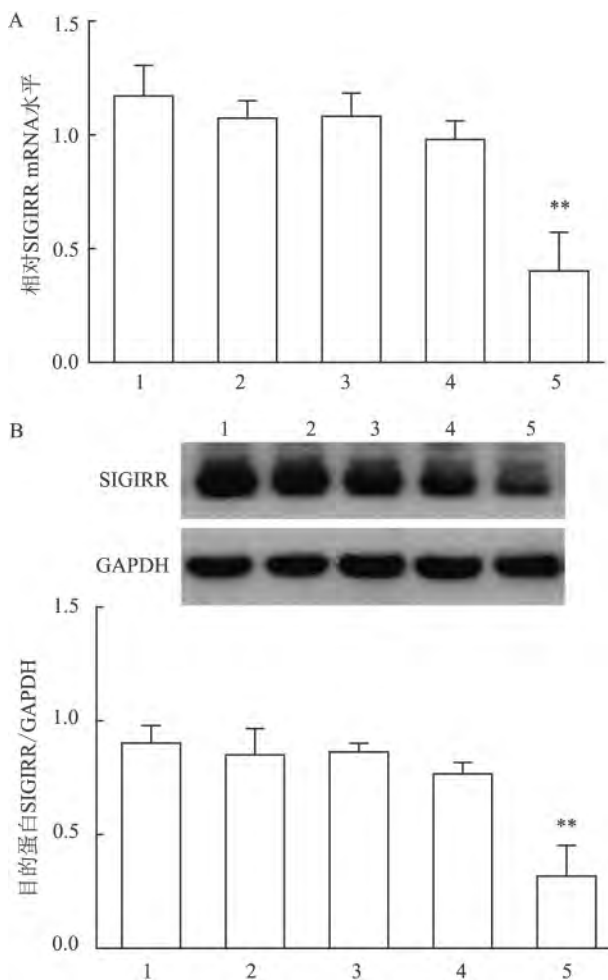 A
1.5
1.0
0.5
0.0
相对SIGIRR mRNA水平
**
1 2 3 4 5
B
1 2 3 4 5
SIGIRR
GAPDH
1.5
1.0
0.5
0.0
目的蛋白SIGIRR/GAPDH
**
1 2 3 4 5